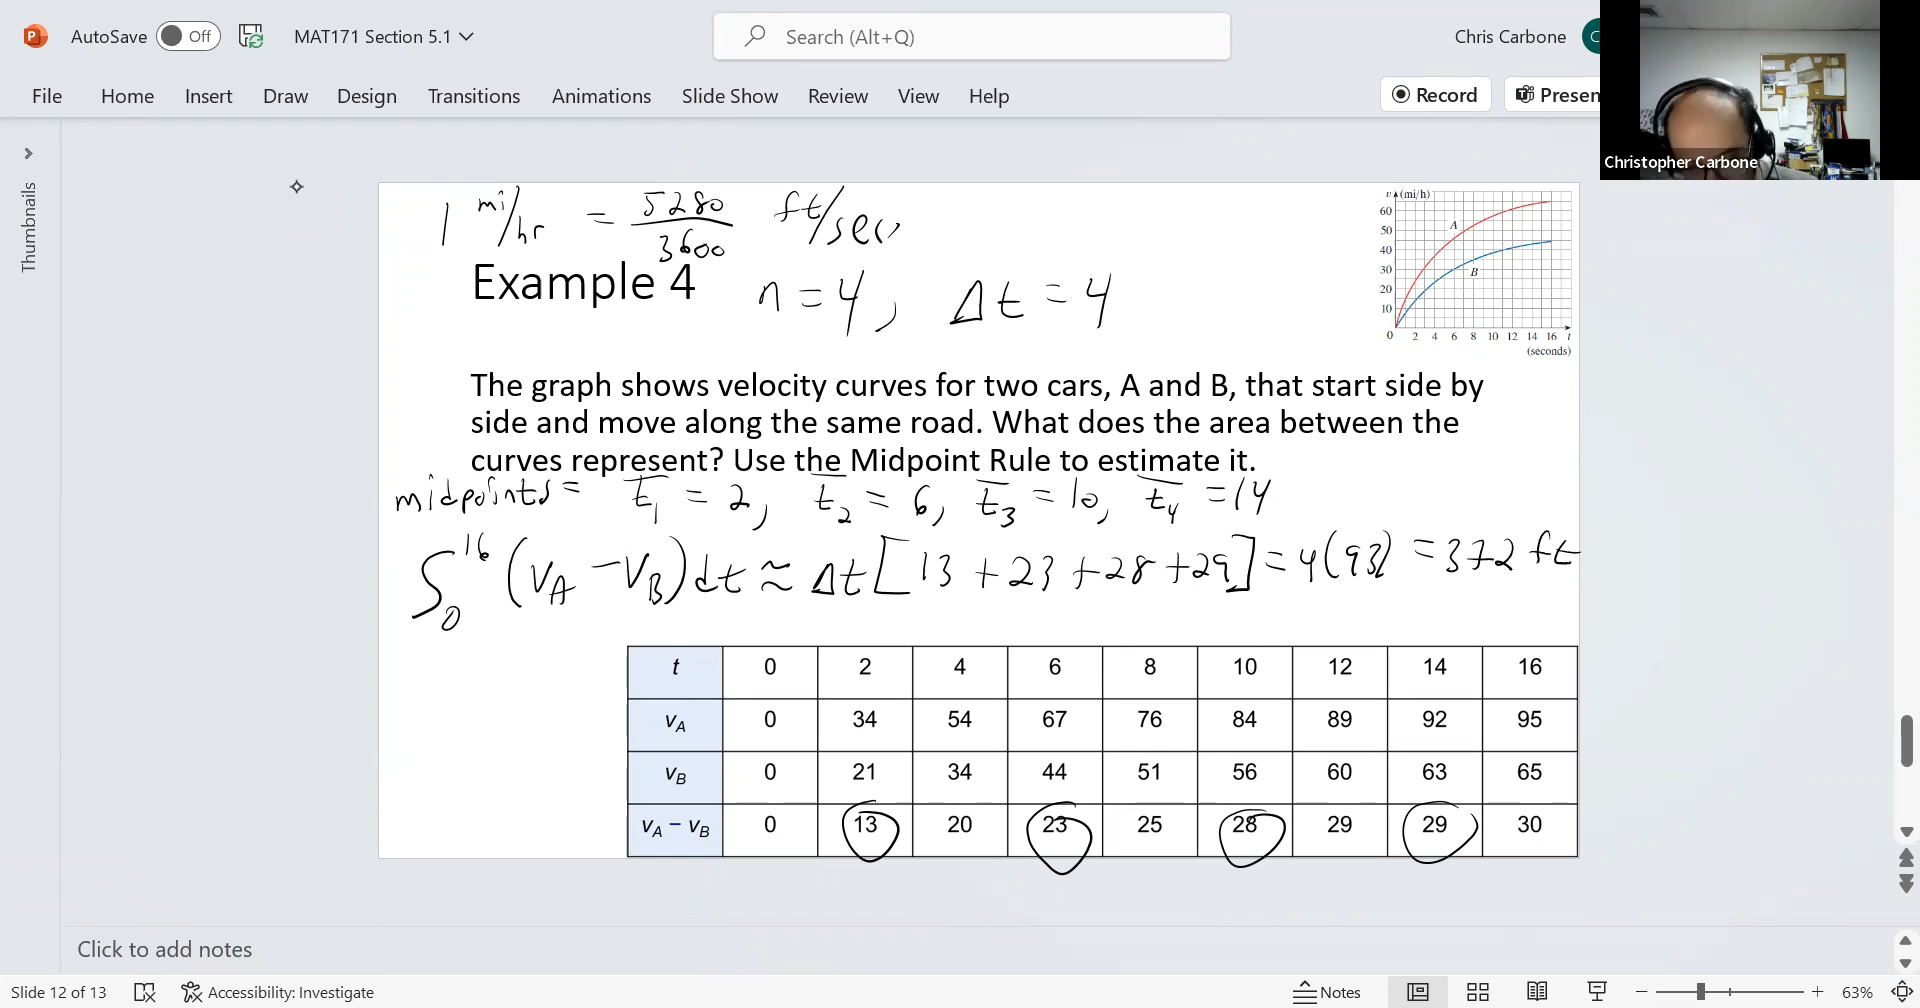 AutoSave Off MAT171 Section 5.1 Search (Alt+Q) Chris Carbone C
File Home Insert Draw Design Transitions Animations Slide Show Review View Help Record Presen
Christopher Carbone
Thumbnails
1 mi/hr = 5280/3600 ft/sec
Example 4 n = 4, Δt = 4
v (mi/h)
60
50
40
30
20
10
0 2 4 6 8 10 12 14 16 t
(seconds)
A
B
The graph shows velocity curves for two cars, A and B, that start side by
side and move along the same road. What does the area between the
curves represent? Use the Midpoint Rule to estimate it.
midpoints = t̄₁ = 2, t̄₂ = 6, t̄₃ = 10, t̄₄ = 14
∫₀¹⁶ (v_A − v_B) dt ≈ Δt [13 + 23 + 28 + 29] = 4(93) = 372 ft
t 0 2 4 6 8 10 12 14 16
v_A 0 34 54 67 76 84 89 92 95
v_B 0 21 34 44 51 56 60 63 65
v_A − v_B 0 13 20 23 25 28 29 29 30
Click to add notes
Slide 12 of 13 Accessibility: Investigate Notes 63%